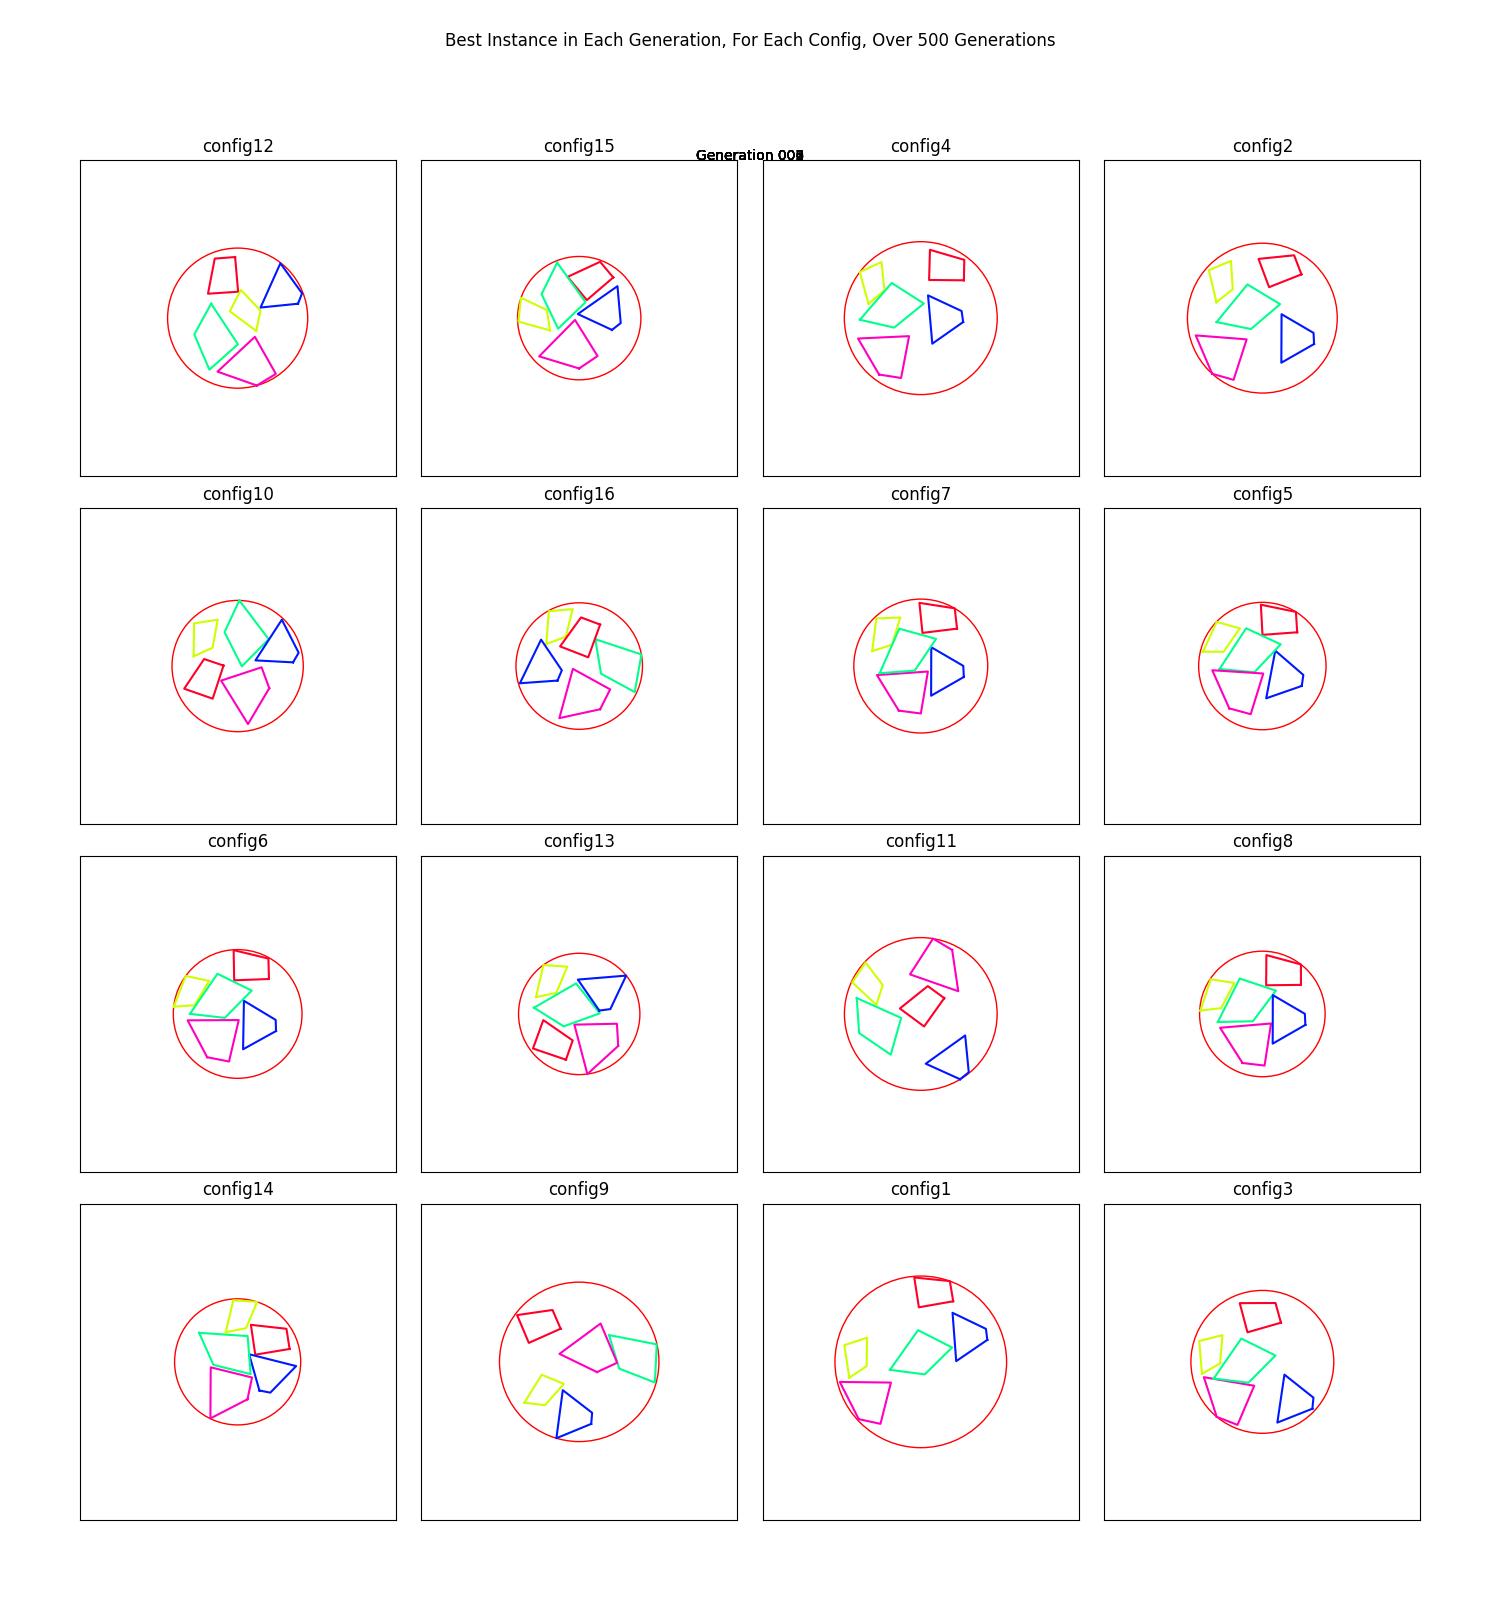 Best Instance in Each Generation, For Each Config, Over 500 Generations
config12
config15
config4
config2
Generation
config10
config16
config7
config5
config6
config13
config11
config8
config14
config9
config1
config3